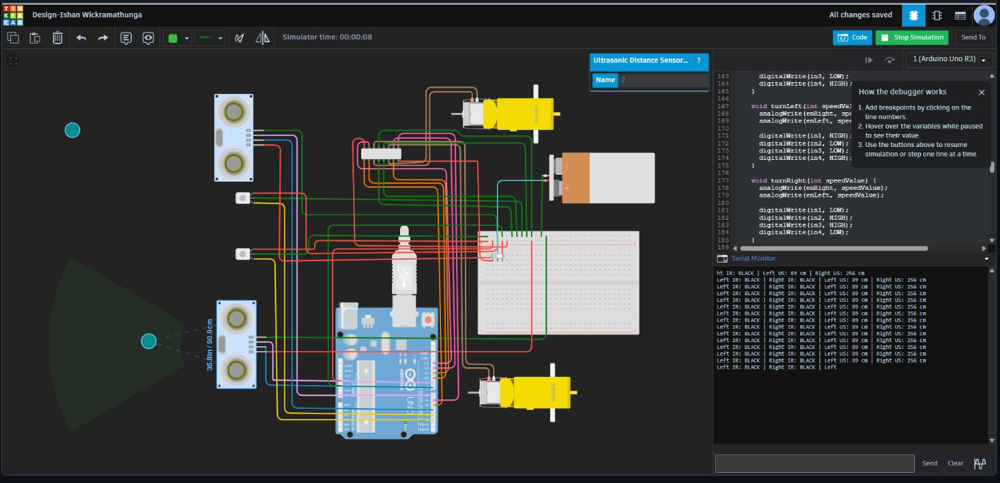 TIN
KER
CAD
Design-Ishan Wickramathunga
All changes saved
Simulator time: 00:00:08
Code
Stop Simulation
Send To
Ultrasonic Distance Sensor... ?
Name 2
1 (Arduino Uno R3)
163 digitalWrite(in3, LOW);
164 digitalWrite(in4, HIGH);
165 }
166
167 void turnLeft(int speedVal
168 analogWrite(enRight, spee
169 analogWrite(enLeft, spee
170
171 digitalWrite(in1, HIGH);
172 digitalWrite(in2, LOW);
173 digitalWrite(in3, LOW);
174 digitalWrite(in4, HIGH);
175 }
176
177 void turnRight(int speedValue) {
178 analogWrite(enRight, speedValue);
179 analogWrite(enLeft, speedValue);
180
181 digitalWrite(in1, LOW);
182 digitalWrite(in2, HIGH);
183 digitalWrite(in3, HIGH);
184 digitalWrite(in4, LOW);
185 }
186
How the debugger works
1. Add breakpoints by clicking on the
line numbers.
2. Hover over the variables while paused
to see their value.
3. Use the buttons above to resume
simulation or step one line at a time.
35.8in / 90.9cm
ARDUINO
UNO
A0
A1
Serial Monitor
ht IR: BLACK | Left US: 89 cm | Right US: 256 cm
Left IR: BLACK | Right IR: BLACK | Left US: 89 cm | Right US: 256 cm
Left IR: BLACK | Right IR: BLACK | Left US: 89 cm | Right US: 256 cm
Left IR: BLACK | Right IR: BLACK | Left US: 89 cm | Right US: 256 cm
Left IR: BLACK | Right IR: BLACK | Left US: 89 cm | Right US: 256 cm
Left IR: BLACK | Right IR: BLACK | Left US: 89 cm | Right US: 256 cm
Left IR: BLACK | Right IR: BLACK | Left US: 89 cm | Right US: 256 cm
Left IR: BLACK | Right IR: BLACK | Left US: 89 cm | Right US: 256 cm
Left IR: BLACK | Right IR: BLACK | Left US: 89 cm | Right US: 256 cm
Left IR: BLACK | Right IR: BLACK | Left US: 89 cm | Right US: 256 cm
Left IR: BLACK | Right IR: BLACK | Left US: 89 cm | Right US: 256 cm
Left IR: BLACK | Right IR: BLACK | Left US: 89 cm | Right US: 256 cm
Left IR: BLACK | Right IR: BLACK | Left US: 89 cm | Right US: 256 cm
Left IR: BLACK | Right IR: BLACK | Left US: 89 cm | Right US: 256 cm
Left IR: BLACK | Right IR: BLACK | Left
Send
Clear